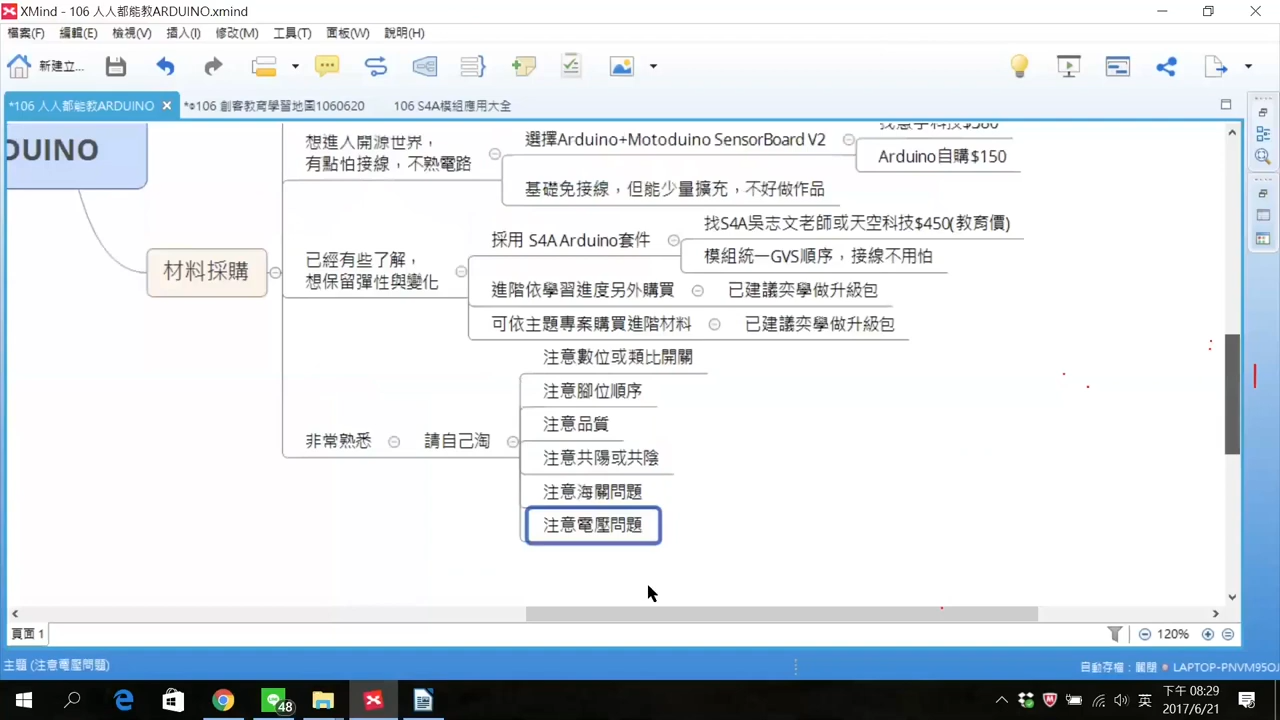 XMind - 106 人人都能教ARDUINO.xmind
檔案(F) 編輯(E) 檢視(V) 插入(I) 修改(M) 工具(T) 面板(W) 說明(H)
新建立...
*106 人人都能教ARDUINO
106 創客教育學習地圖1060620
106 S4A模組應用大全
DUINO
材料採購
想進入開源世界，
有點怕接線，不熟電路
選擇Arduino+Motoduino SensorBoard V2
Arduino自購$150
基礎免接線，但能少量擴充，不好做作品
已經有些了解，
想保留彈性與變化
採用 S4A Arduino套件
找S4A吳志文老師或天空科技$450(教育價)
模組統一GVS順序，接線不用怕
進階依學習進度另外購買
已建議奕學做升級包
可依主題專案購買進階材料
已建議奕學做升級包
非常熟悉
請自己淘
注意數位或類比開關
注意腳位順序
注意品質
注意共陽或共陰
注意海關問題
注意電壓問題
頁面 1
120%
主題 (注意電壓問題)
自動存檔：關閉
LAPTOP-PNVM95OJ
48
英
下午 08:29
2017/6/21